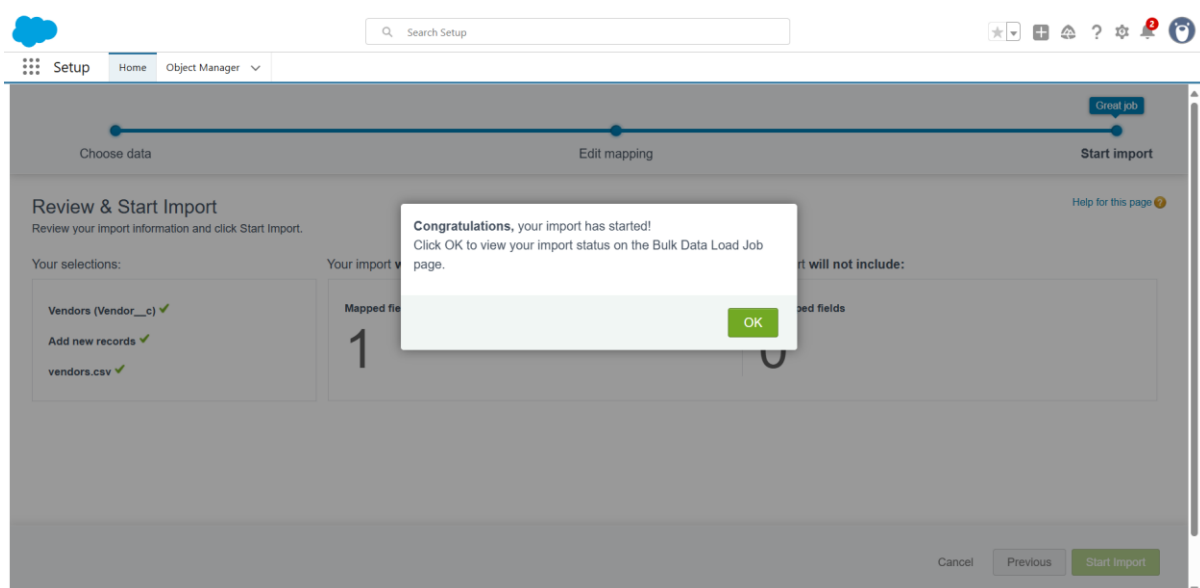 Search Setup
2
Setup
Home
Object Manager
Great job
Choose data
Edit mapping
Start import
Review & Start Import
Help for this page
Review your import information and click Start Import.
Congratulations, your import has started!
Click OK to view your import status on the Bulk Data Load Job
page.
OK
Your selections:
Your import
will not include:
Vendors (Vendor__c)
Add new records
vendors.csv
Mapped
1
fields
0
Cancel
Previous
Start Import